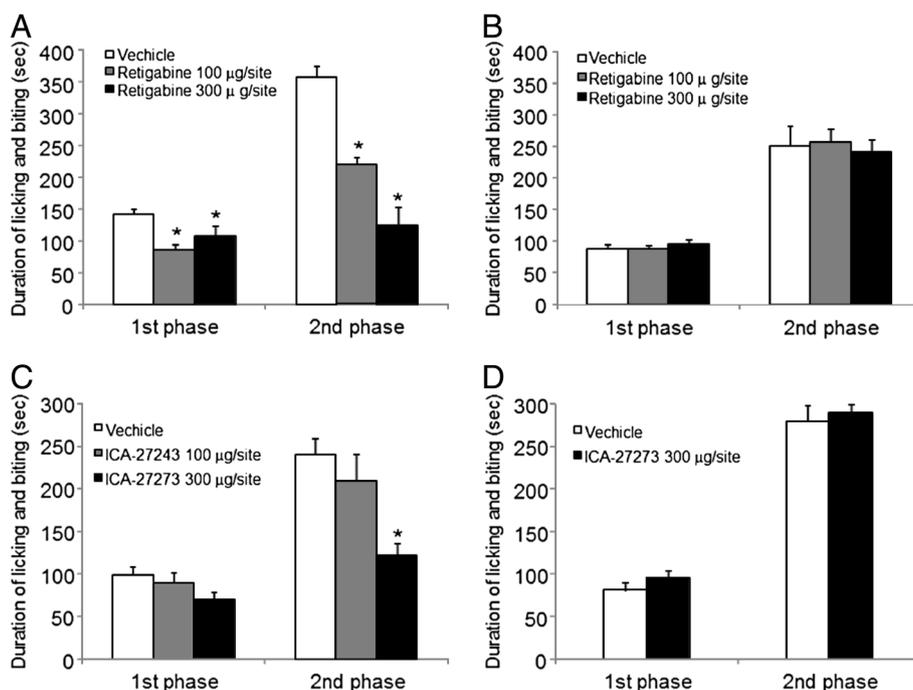 A
Duration of licking and biting (sec)
400
350
300
250
200
150
100
50
0
Vechicle
Retigabine 100 μg/site
Retigabine 300 μ g/site
*
*
*
*
1st phase
2nd phase
B
Duration of licking and biting (sec)
400
350
300
250
200
150
100
50
0
Vechicle
Retigabine 100 μ g/site
Retigabine 300 μ g/site
1st phase
2nd phase
C
Duration of licking and biting (sec)
300
250
200
150
100
50
0
Vechicle
ICA-27243 100 μg/site
ICA-27273 300 μg/site
*
1st phase
2nd phase
D
Duration of licking and biting (sec)
300
250
200
150
100
50
0
Vechicle
ICA-27273 300 μg/site
1st phase
2nd phase